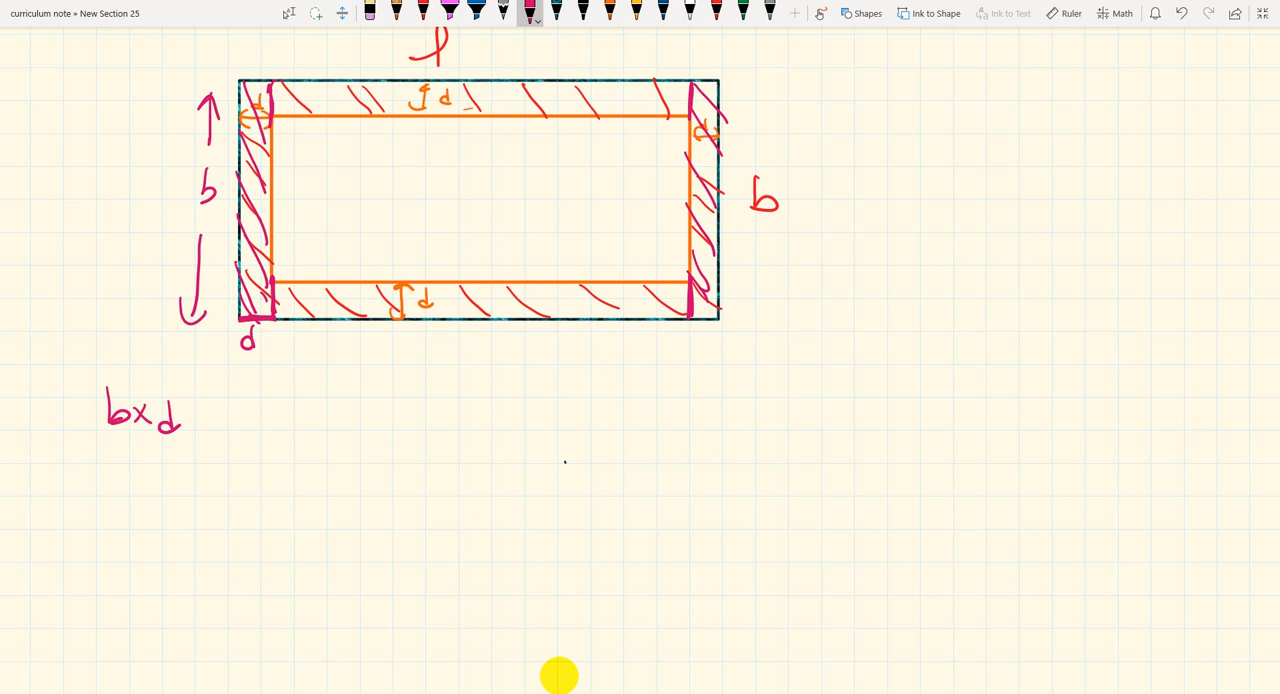 curriculum note » New Section 25
Shapes
Ink to Shape
Ink to Text
Ruler
Math
l
d
d
d
b
b
d
d
b×d